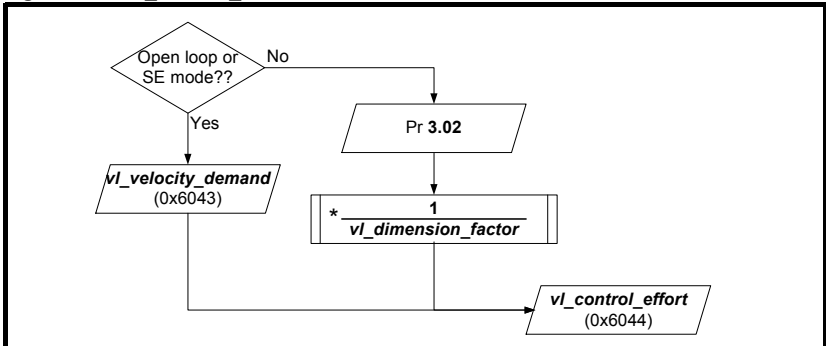 Open loop or
SE mode??
No
Yes
Pr 3.02
vl_velocity_demand
(0x6043)
* 1
vl_dimension_factor
vl_control_effort
(0x6044)